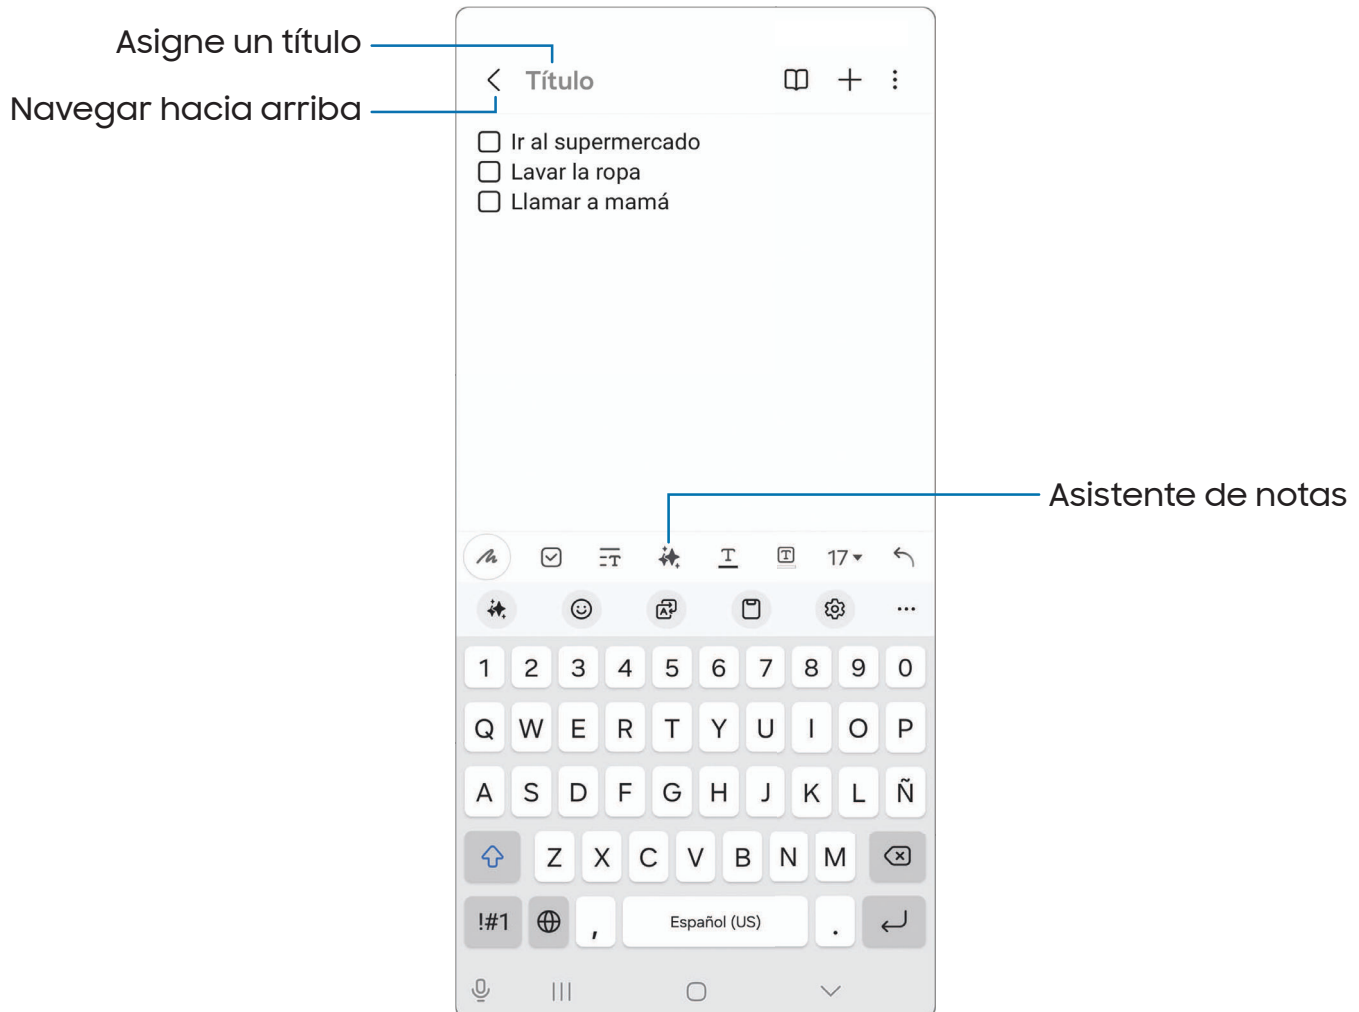 Asigne un título
Título
Navegar hacia arriba
Ir al supermercado
Lavar la ropa
Llamar a mamá
Asistente de notas
T T T 17
A
1 2 3 4 5 6 7 8 9 0
Q W E R T Y U I O P
A S D F G H J K L Ñ
Z X C V B N M
!#1 , Español (US) .